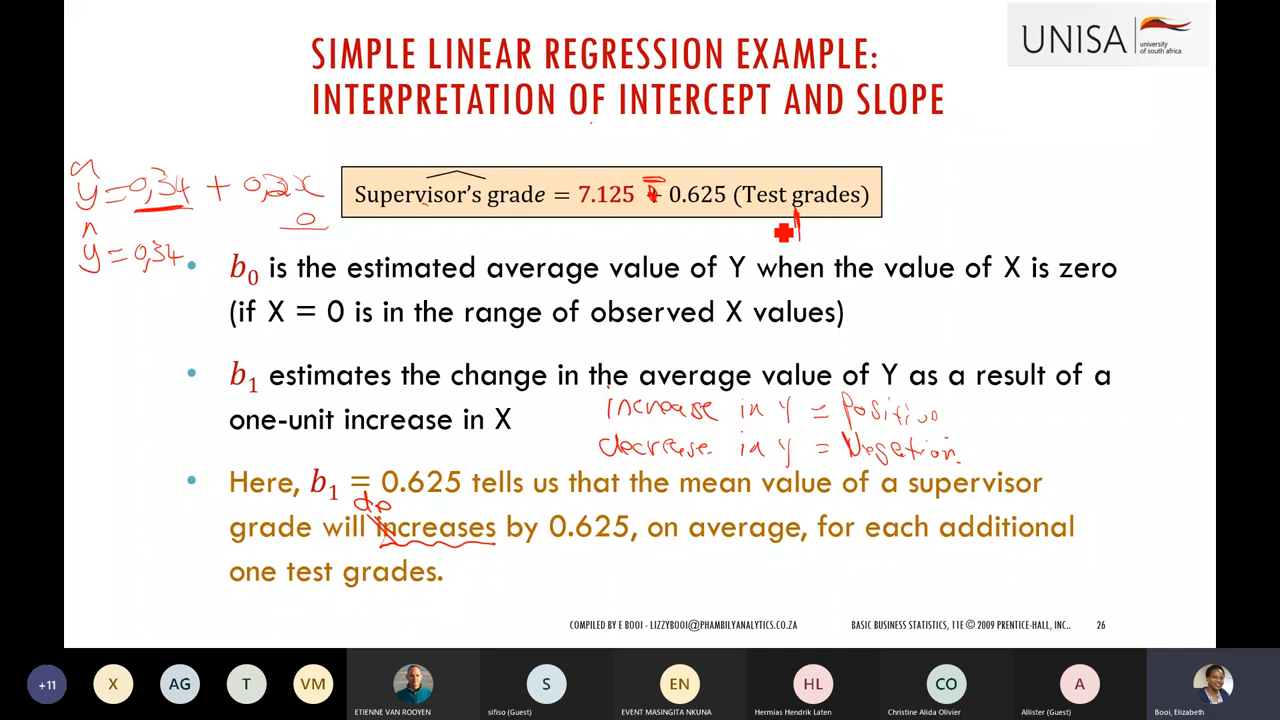 UNISA
university
of south africa
SIMPLE LINEAR REGRESSION EXAMPLE:
INTERPRETATION OF INTERCEPT AND SLOPE
ŷ = 0,34 + 0,2x
0
ŷ = 0,34
Supervisor's grade = 7.125 + 0.625 (Test grades)
• b0 is the estimated average value of Y when the value of X is zero
(if X = 0 is in the range of observed X values)
• b1 estimates the change in the average value of Y as a result of a
one-unit increase in X
increase in Y = Positive
decrease in Y =
• Here, b1 = 0.625 tells us that the mean value of a supervisor
de
grade will increases by 0.625, on average, for each additional
one test grades.
COMPILED BY E BOOI - LIZZYBOOI@PHAMBILYANALYTICS.CO.ZA
BASIC BUSINESS STATISTICS, 11E © 2009 PRENTICE-HALL, INC..
26
+11
X
AG
T
VM
S
EN
HL
CO
A
ETIENNE VAN ROOYEN
sifiso (Guest)
EVENT MASINGITA NKUNA
Hermias Hendrik Laten
Christine Alida Olivier
Allister (Guest)
Booi, Elizabeth